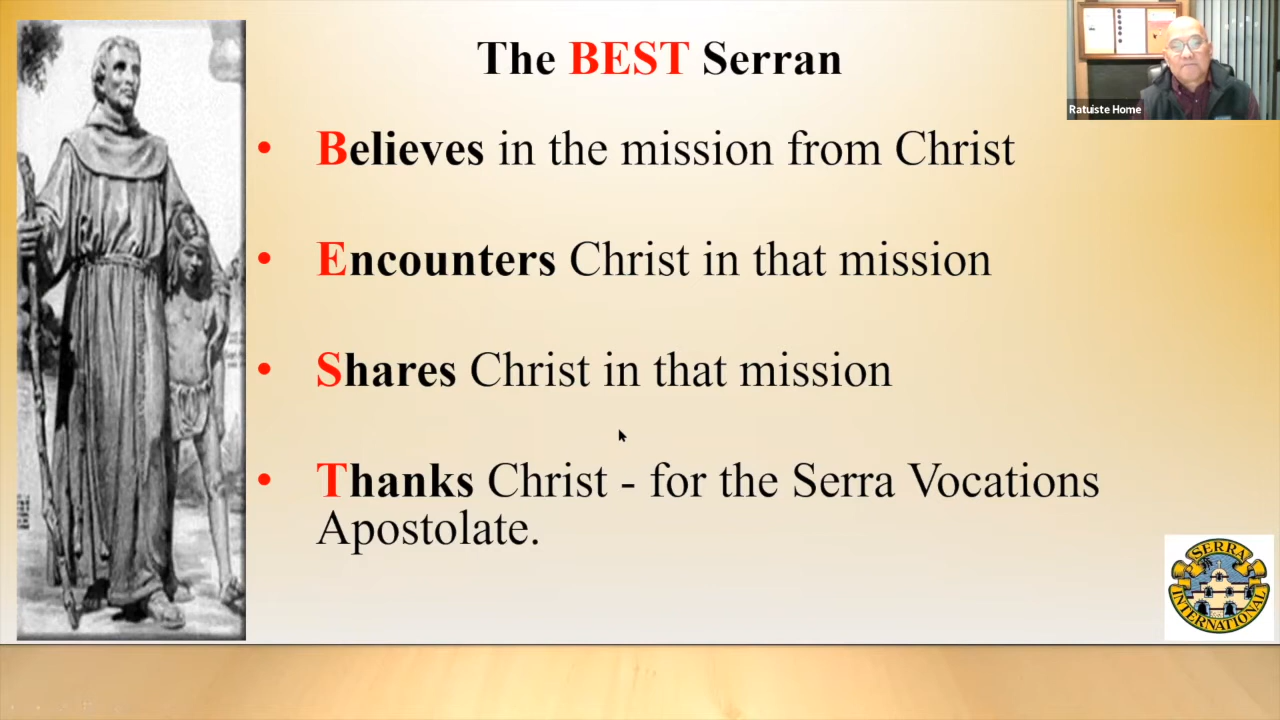 The BEST Serran
Ratuiste Home
• Believes in the mission from Christ
• Encounters Christ in that mission
• Shares Christ in that mission
• Thanks Christ - for the Serra Vocations
Apostolate.
SERRA
INTERNATIONAL